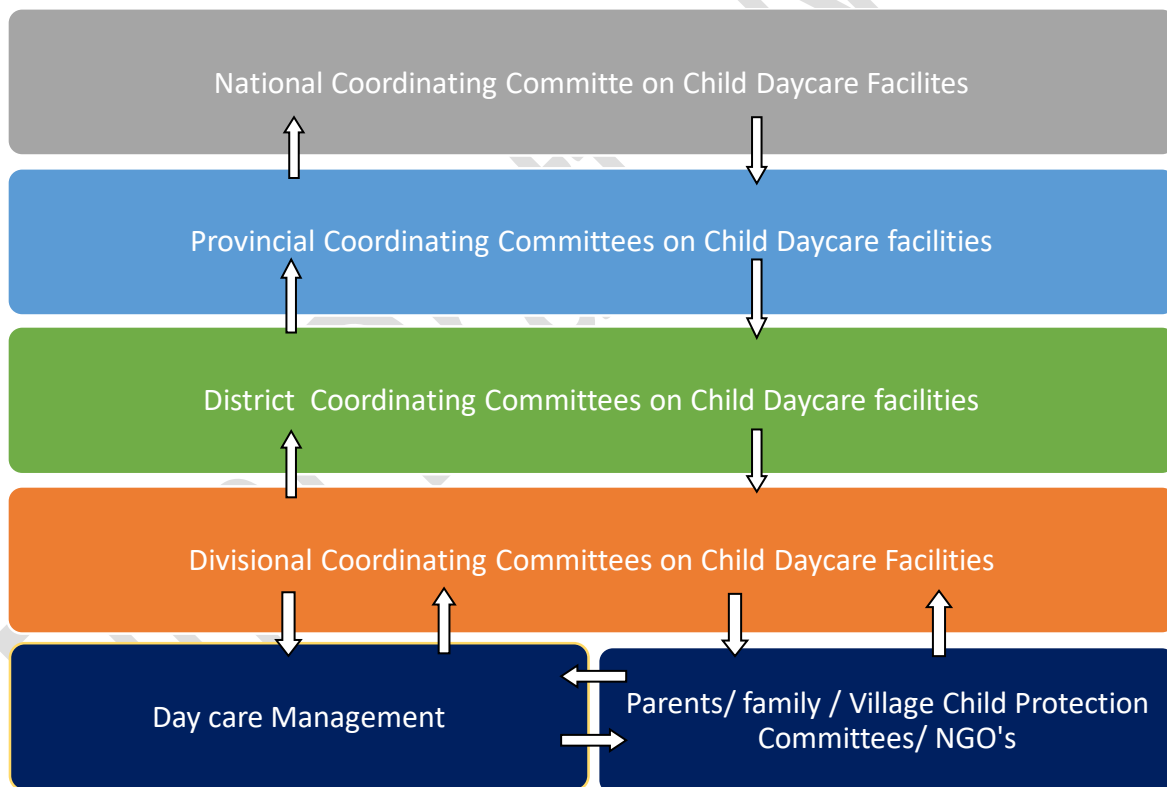 National Coordinating Committe on Child Daycare Facilites
Provincial Coordinating Committees on Child Daycare facilities
District  Coordinating Committees on Child Daycare facilities
Divisional Coordinating Committees on Child Daycare Facilities
Day care Management
Parents/ family / Village Child Protection
Committees/ NGO's